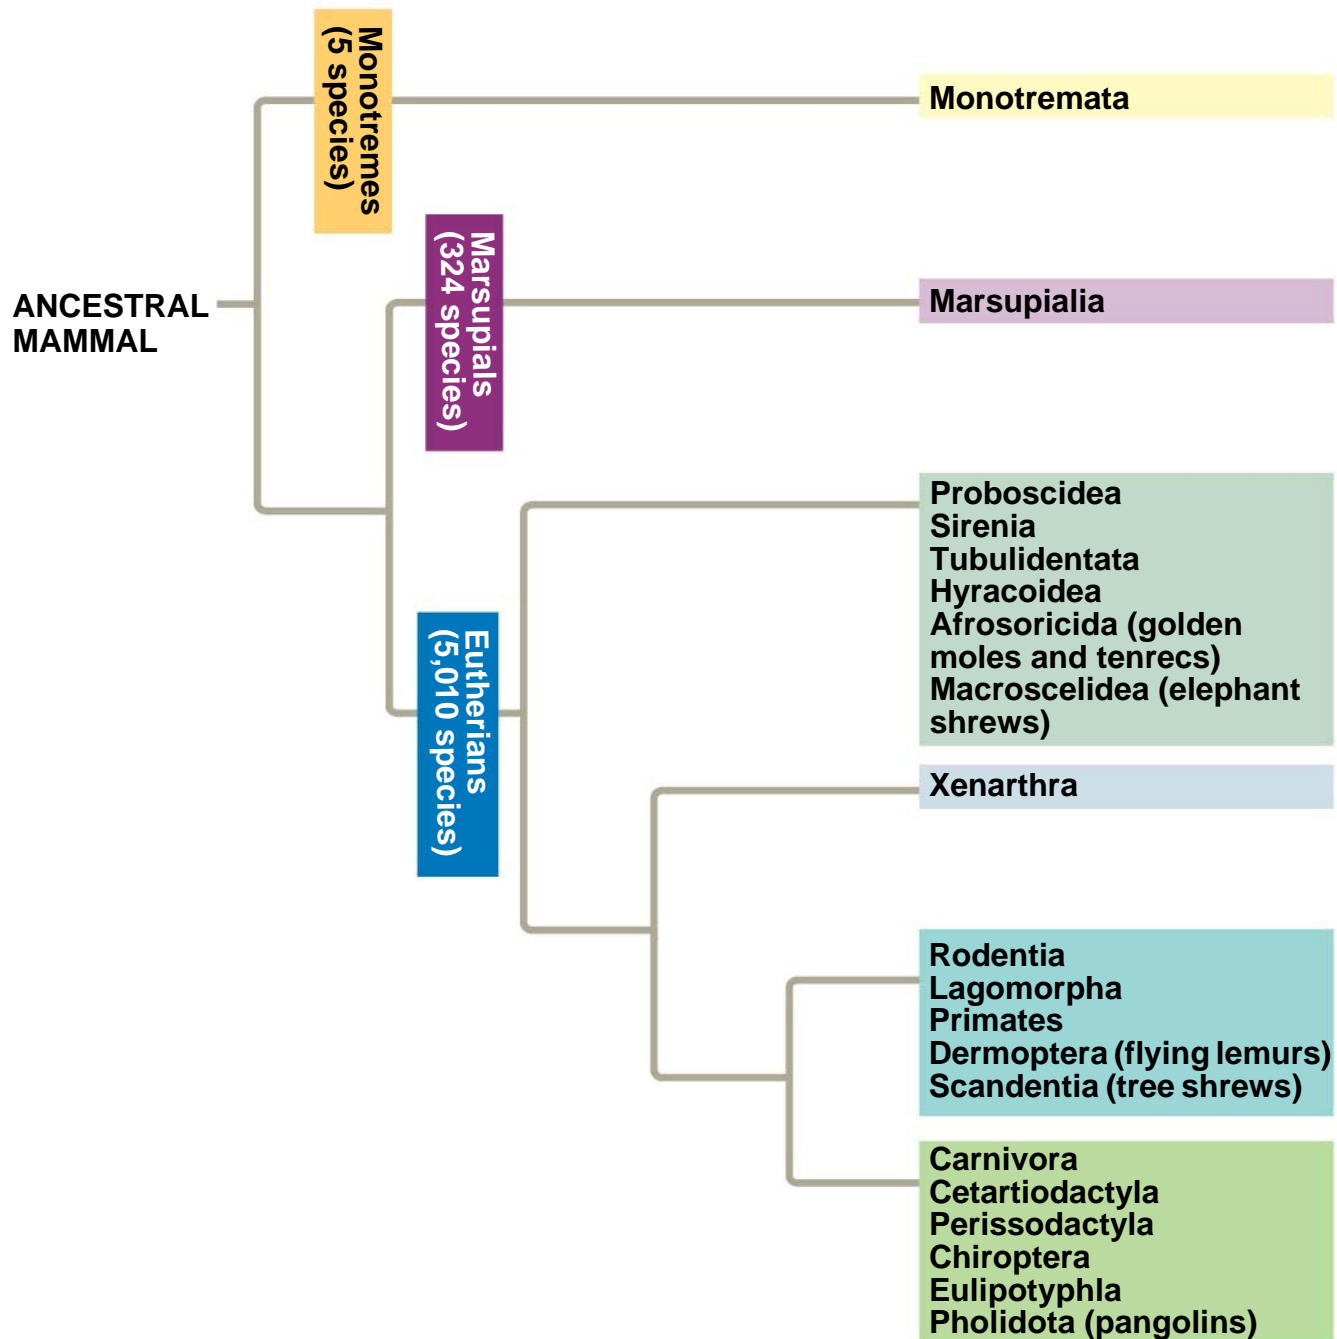 Monotremes
(5 species)
Monotremata
Marsupials
(324 species)
ANCESTRAL
MAMMAL
Marsupialia
Proboscidea
Sirenia
Tubulidentata
Hyracoidea
Afrosoricida (golden
moles and tenrecs)
Macroscelidea (elephant
shrews)
Eutherians
(5,010 species)
Xenarthra
Rodentia
Lagomorpha
Primates
Dermoptera (flying lemurs)
Scandentia (tree shrews)
Carnivora
Cetartiodactyla
Perissodactyla
Chiroptera
Eulipotyphla
Pholidota (pangolins)